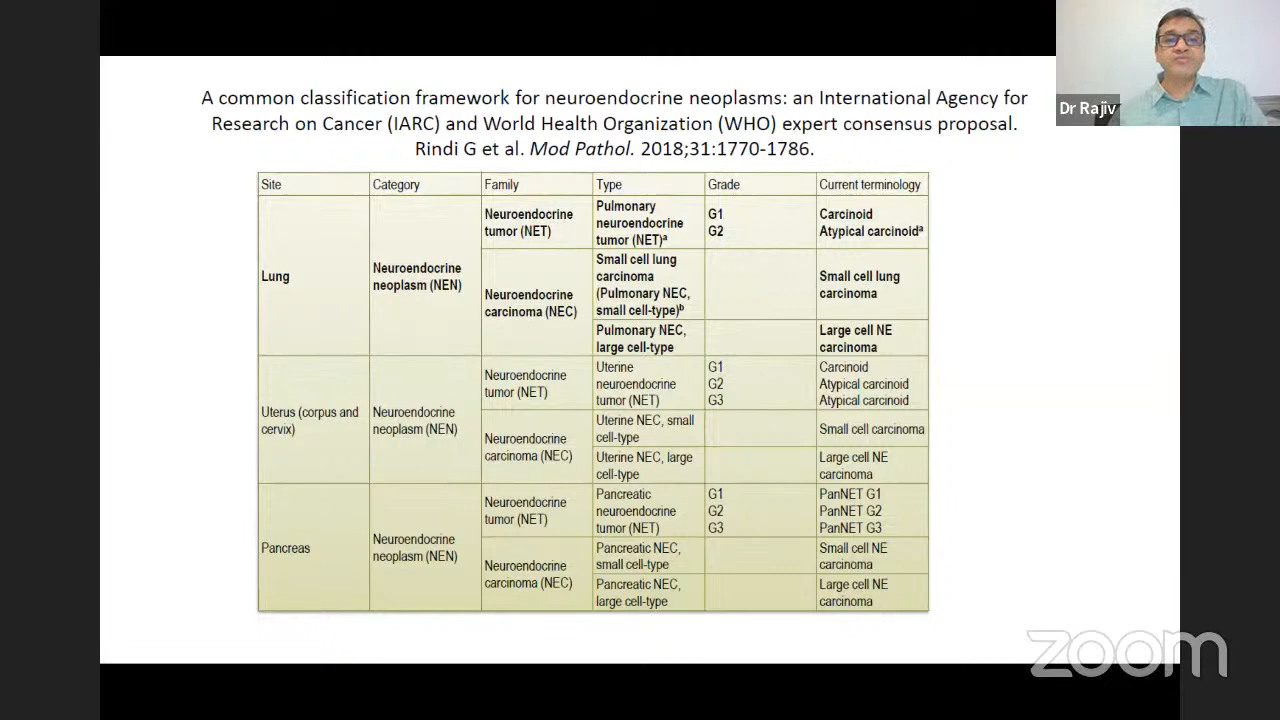 A common classification framework for neuroendocrine neoplasms: an International Agency for
Research on Cancer (IARC) and World Health Organization (WHO) expert consensus proposal.
Rindi G et al. Mod Pathol. 2018;31:1770-1786.
Dr Rajiv
Site Category Family Type Grade Current terminology
Lung
Neuroendocrine
neoplasm (NEN)
Neuroendocrine
tumor (NET)
Pulmonary
neuroendocrine
tumor (NET)ᵃ
G1
G2
Carcinoid
Atypical carcinoidᵃ
Neuroendocrine
carcinoma (NEC)
Small cell lung
carcinoma
(Pulmonary NEC,
small cell-type)ᵇ
Small cell lung
carcinoma
Pulmonary NEC,
large cell-type
Large cell NE
carcinoma
Uterus (corpus and
cervix)
Neuroendocrine
neoplasm (NEN)
Neuroendocrine
tumor (NET)
Uterine
neuroendocrine
tumor (NET)
G1
G2
G3
Carcinoid
Atypical carcinoid
Atypical carcinoid
Neuroendocrine
carcinoma (NEC)
Uterine NEC, small
cell-type
Small cell carcinoma
Uterine NEC, large
cell-type
Large cell NE
carcinoma
Pancreas
Neuroendocrine
neoplasm (NEN)
Neuroendocrine
tumor (NET)
Pancreatic
neuroendocrine
tumor (NET)
G1
G2
G3
PanNET G1
PanNET G2
PanNET G3
Neuroendocrine
carcinoma (NEC)
Pancreatic NEC,
small cell-type
Small cell NE
carcinoma
Pancreatic NEC,
large cell-type
Large cell NE
carcinoma
zoom